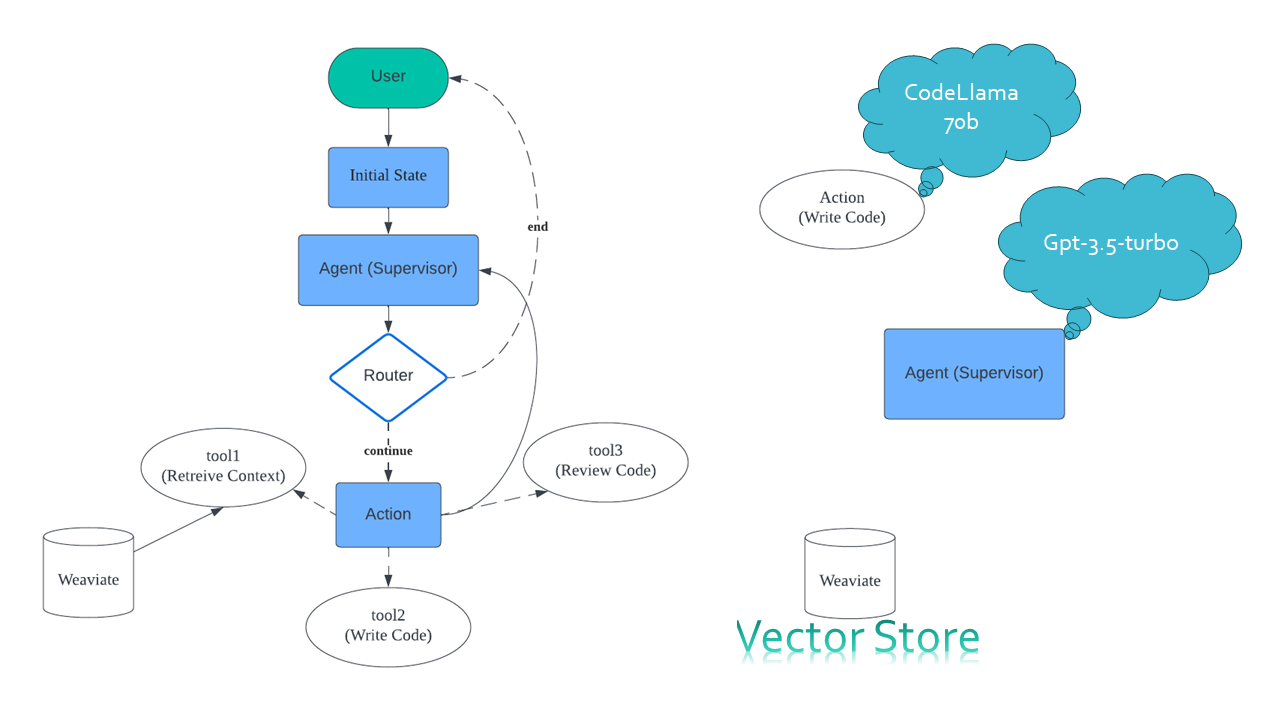 User
Initial State
Agent (Supervisor)
end
Router
continue
tool1
(Retreive Context)
tool3
(Review Code)
Action
Weaviate
tool2
(Write Code)
CodeLlama
70b
Action
(Write Code)
Gpt-3.5-turbo
Agent (Supervisor)
Weaviate
Vector Store